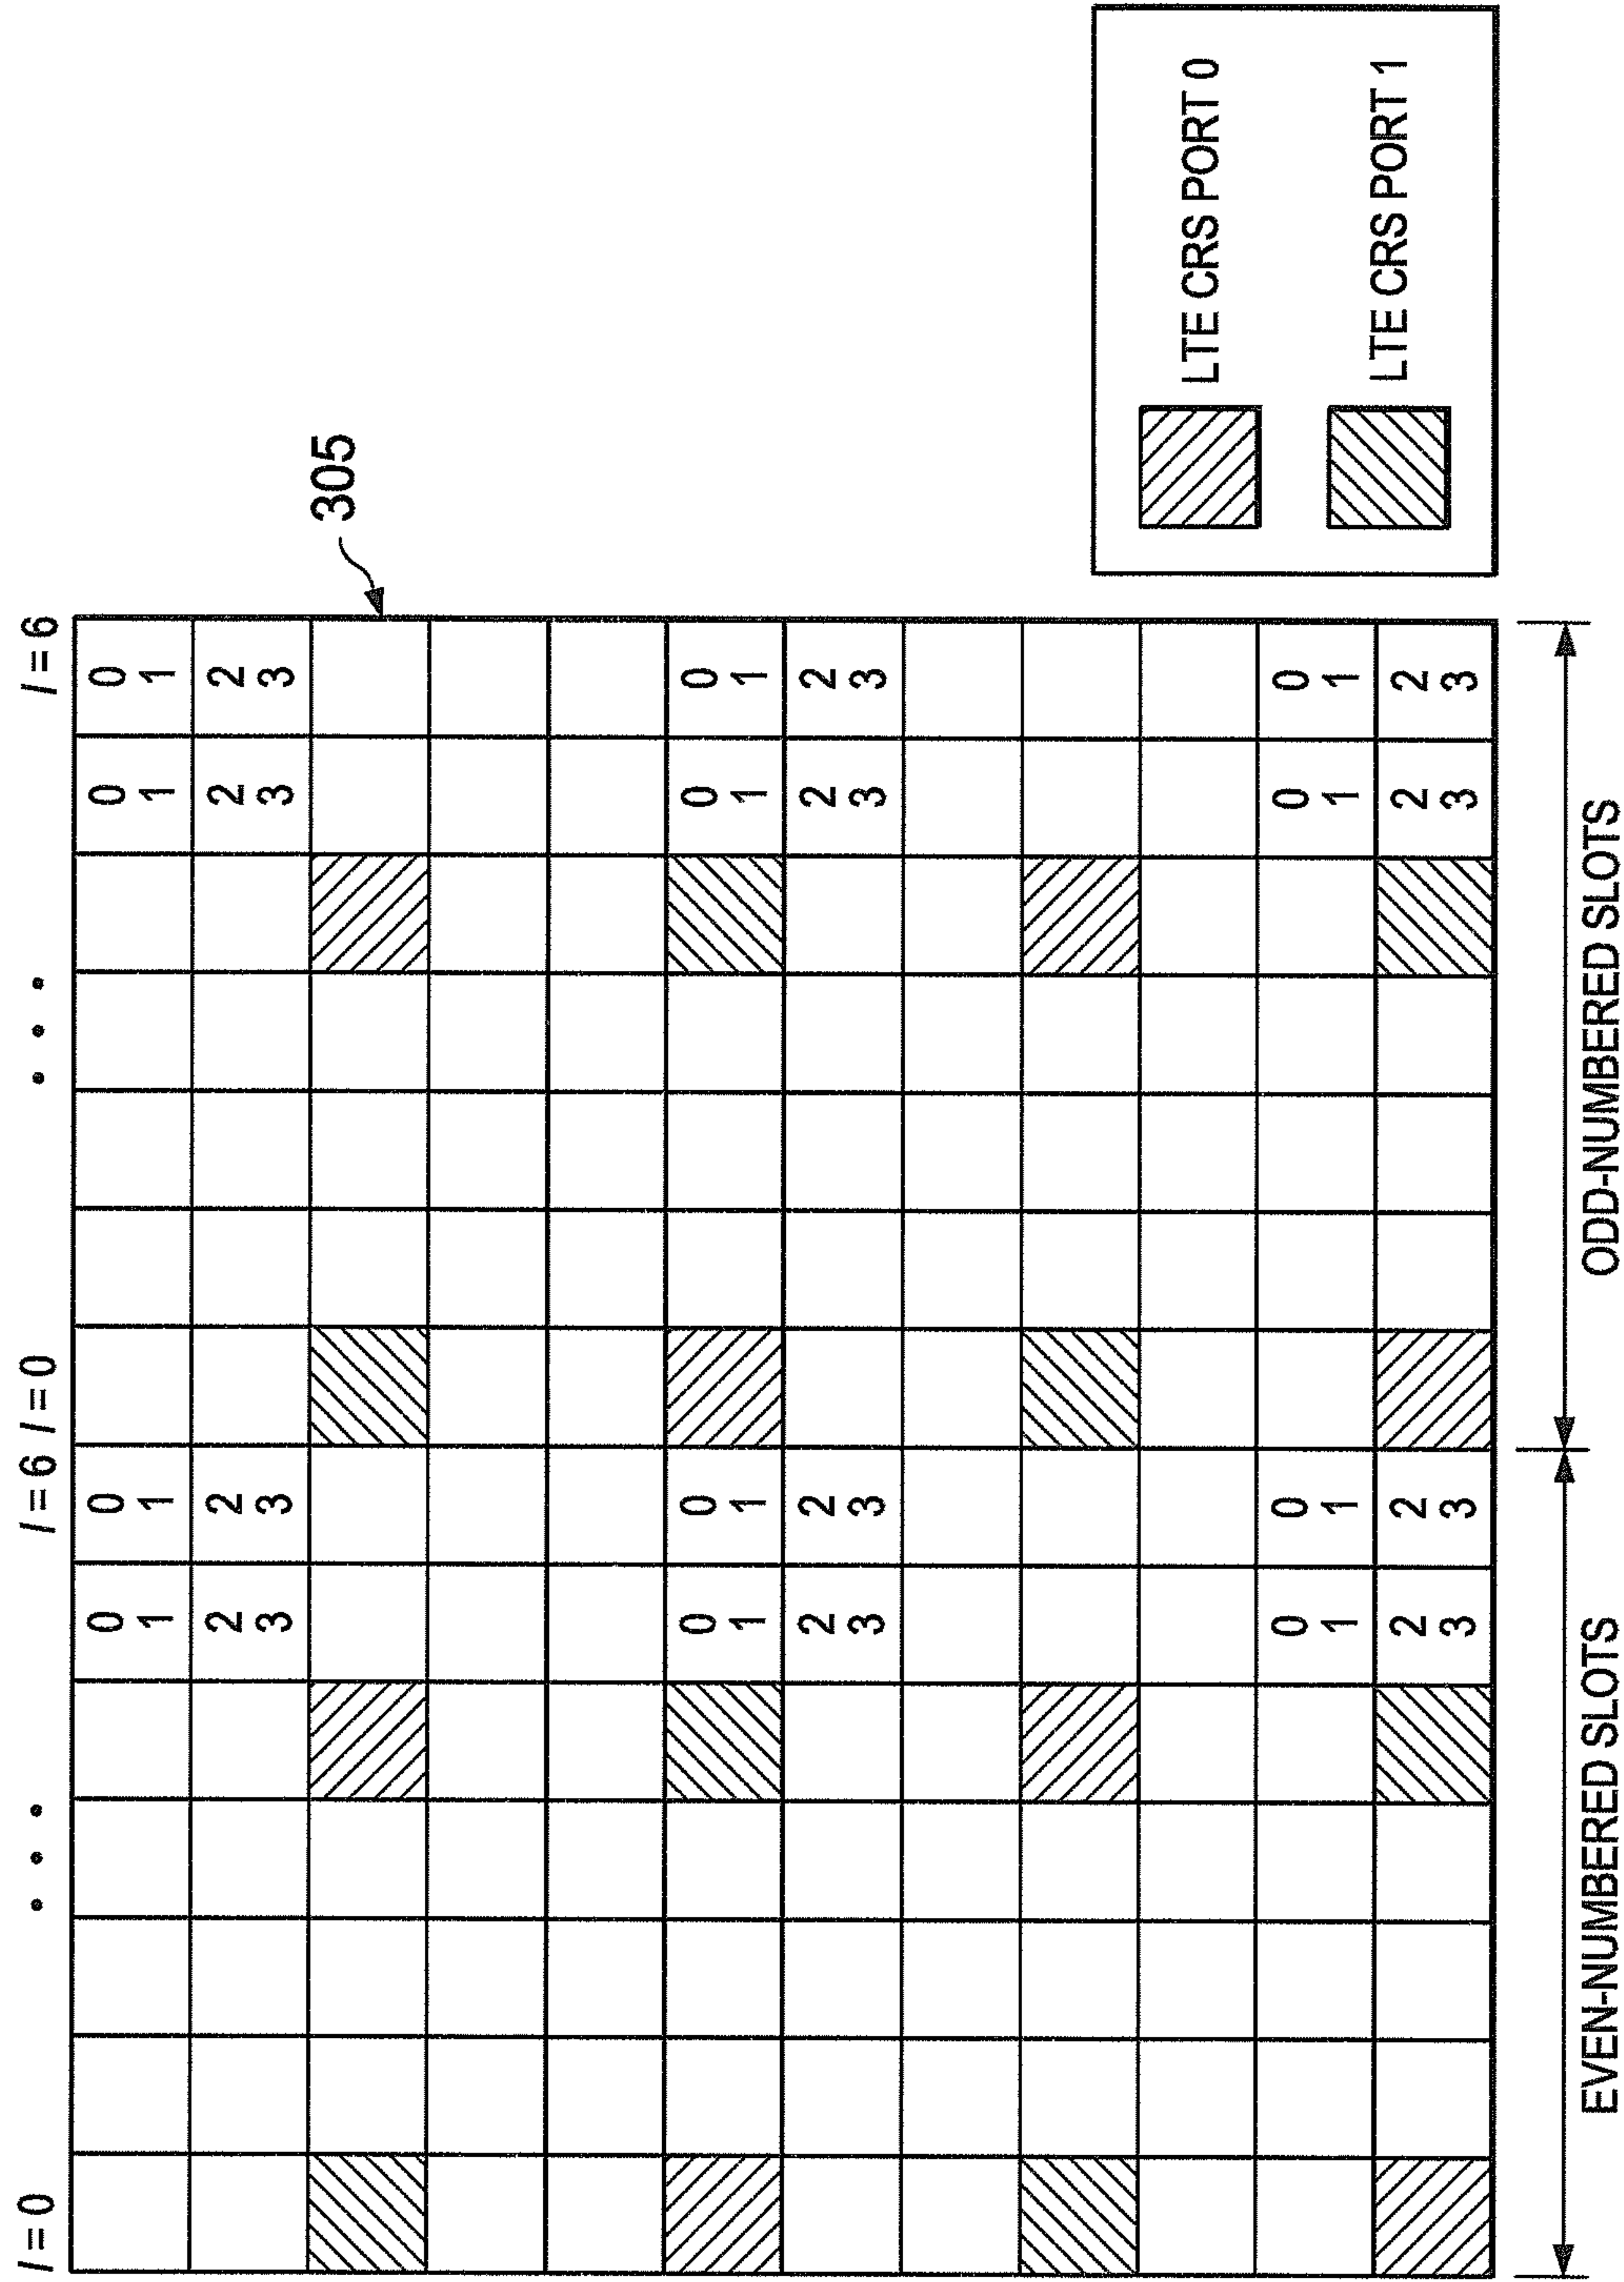 l = 0 • • • l = 6 l = 0 • • • l = 6
0 0 0 0
1 1 1 1
2 2 2 2
3 3 3 3
305
0 0 0 0
1 1 1 1
2 2 2 2
3 3 3 3
0 0 0 0
1 1 1 1
2 2 2 2
3 3 3 3
LTE CRS PORT 0
LTE CRS PORT 1
EVEN-NUMBERED SLOTS
ODD-NUMBERED SLOTS